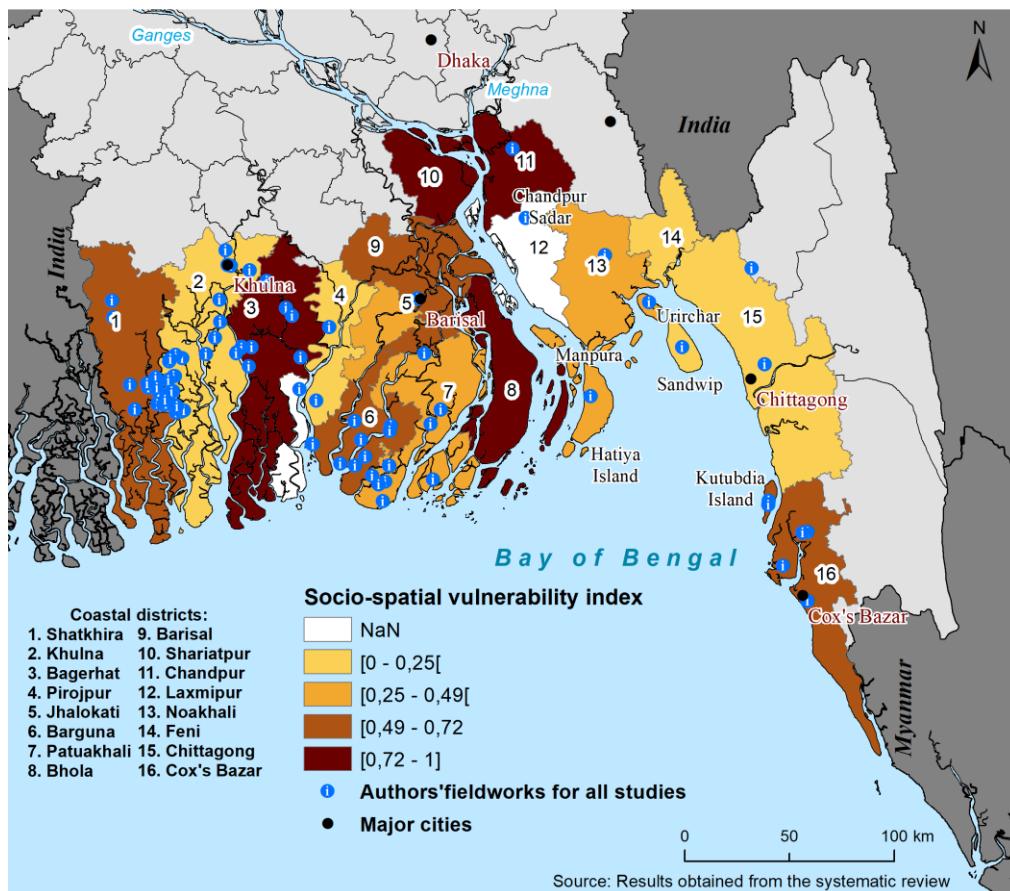 Ganges
Dhaka
N
Meghna
India
11
10
Chandpur
Sadar
India
9
12
14
13
2
Khulna
4
5
3
Urirchar
15
1
Barisal
Manpura
Sandwip
8
7
Chittagong
6
Hatiya
Island
Kutubdia
Island
Bay of Bengal
16
Cox's Bazar
Myanmar
Coastal districts:
1. Shatkhira 9. Barisal
2. Khulna 10. Shariatpur
3. Bagerhat 11. Chandpur
4. Pirojpur 12. Laxmipur
5. Jhalokati 13. Noakhali
6. Barguna 14. Feni
7. Patuakhali 15. Chittagong
8. Bhola 16. Cox's Bazar
Socio-spatial vulnerability index
NaN
[0 - 0,25[
[0,25 - 0,49[
[0,49 - 0,72
[0,72 - 1]
i Authors'fieldworks for all studies
Major cities
0 50 100 km
Source: Results obtained from the systematic review